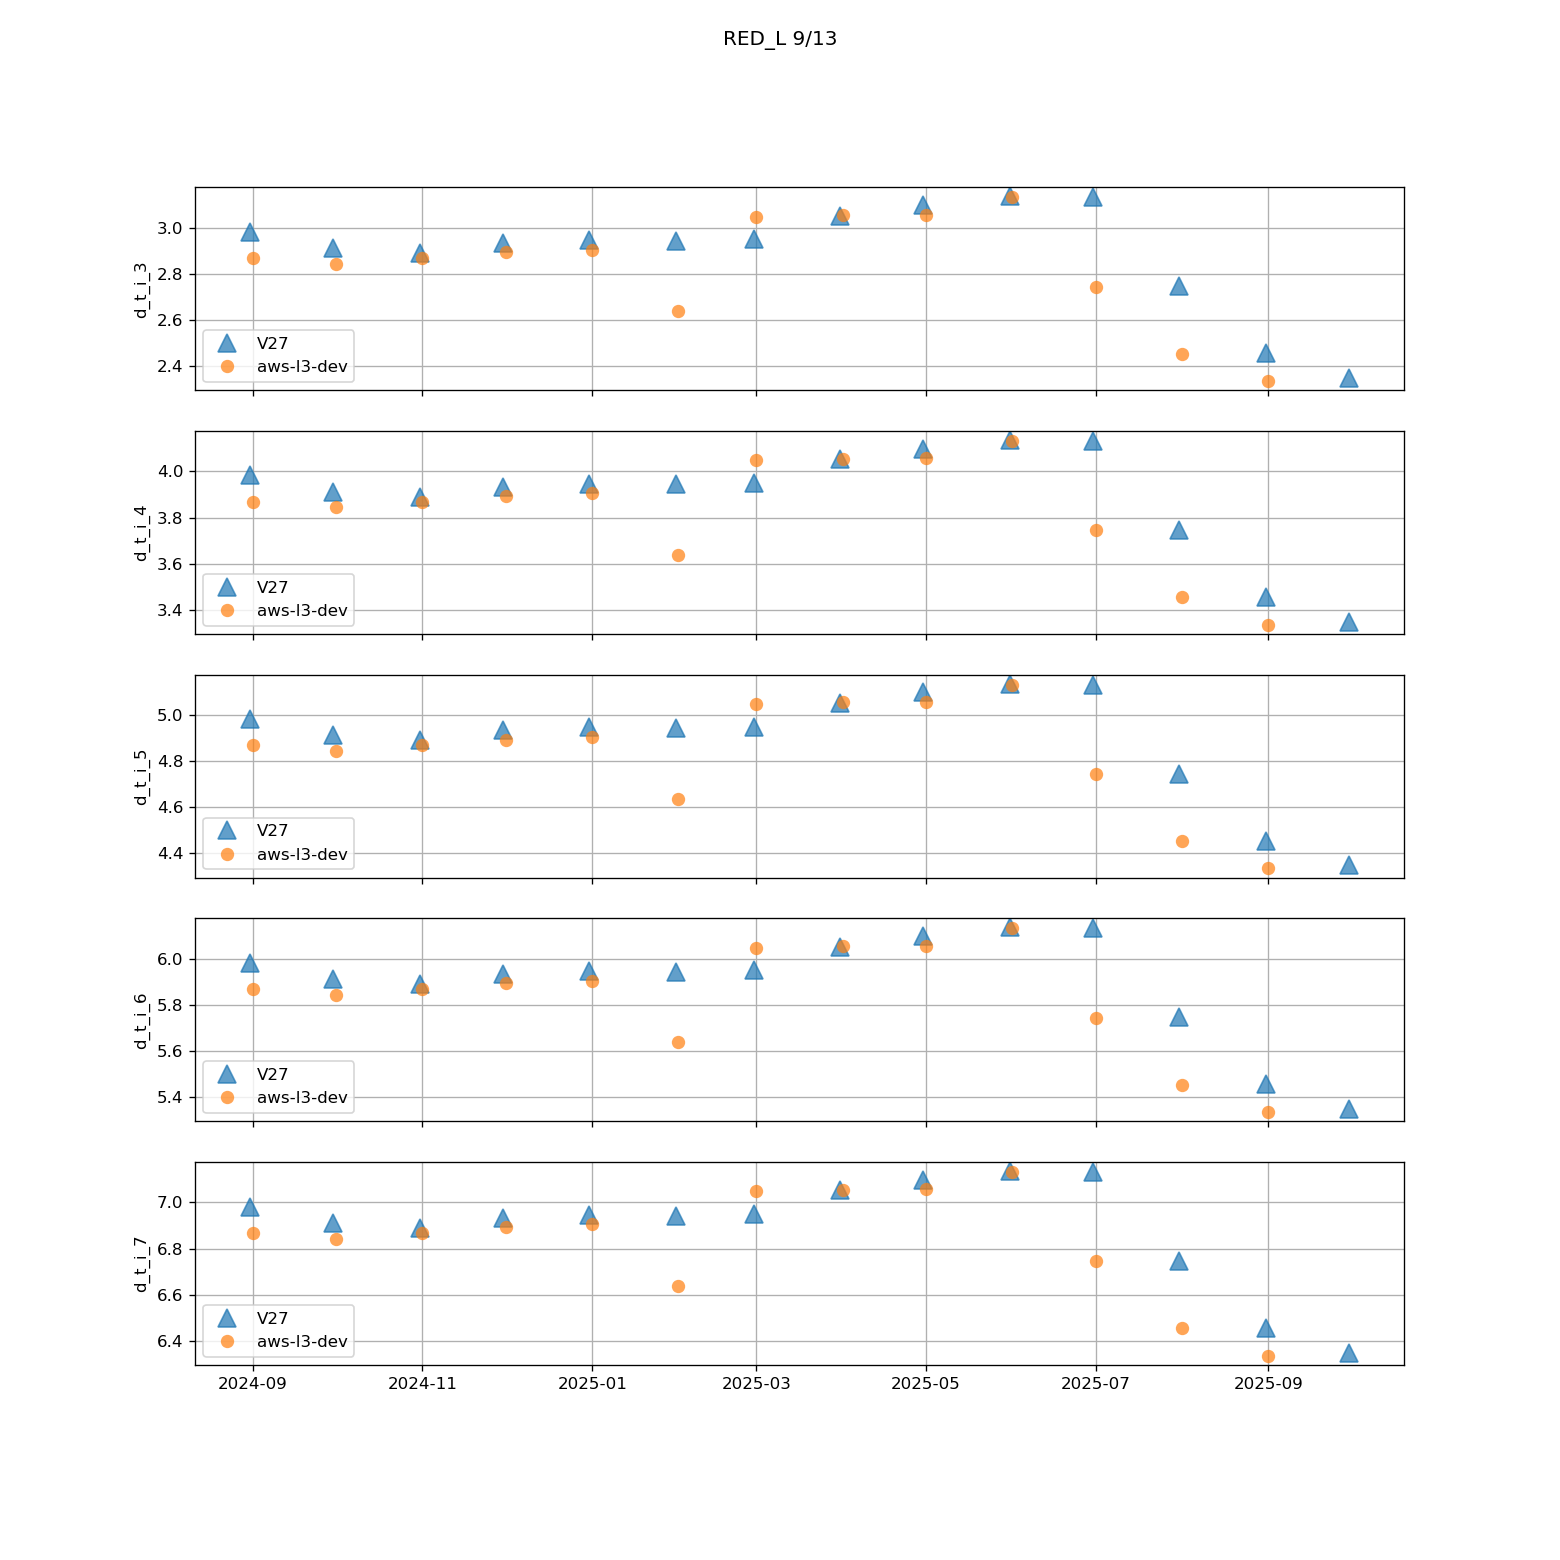 RED_L 9/13
3.0
2.8
2.6
2.4
d_t_i_3
V27
aws-l3-dev
4.0
3.8
3.6
3.4
d_t_i_4
V27
aws-l3-dev
5.0
4.8
4.6
4.4
d_t_i_5
V27
aws-l3-dev
6.0
5.8
5.6
5.4
d_t_i_6
V27
aws-l3-dev
7.0
6.8
6.6
6.4
d_t_i_7
V27
aws-l3-dev
2024-09 2024-11 2025-01 2025-03 2025-05 2025-07 2025-09